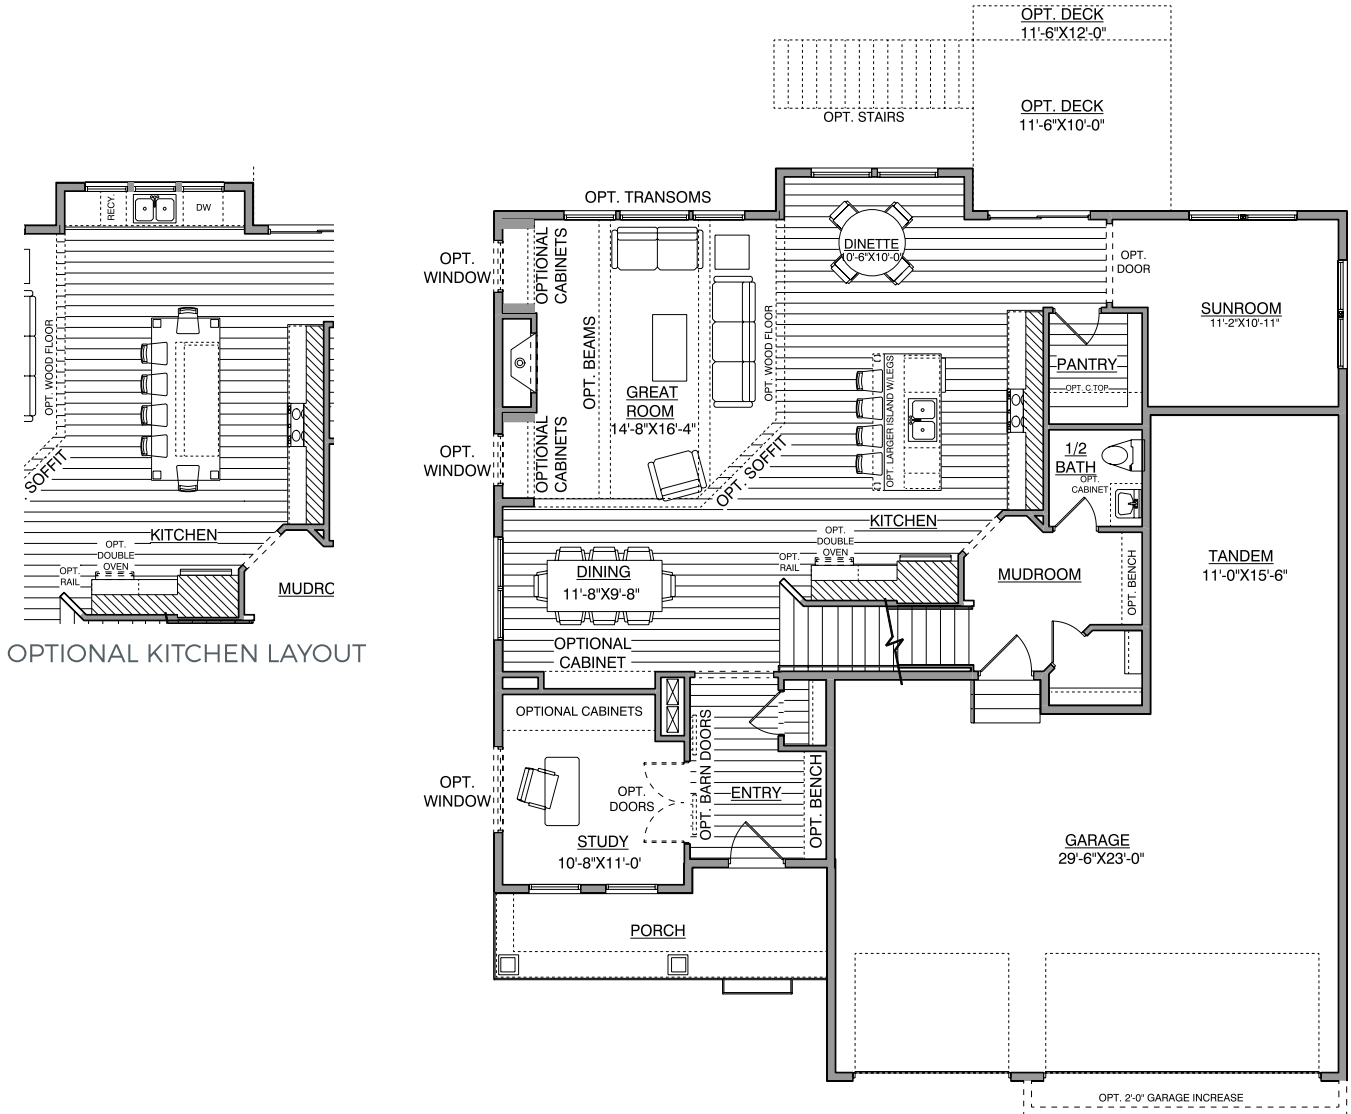 OPT. DECK
11'-6"X12'-0"
OPT. DECK
11'-6"X10'-0"
OPT. STAIRS
OPT. TRANSOMS
RECY.
DW
OPT. WOOD FLOOR
SOFFIT
KITCHEN
OPT.
DOUBLE
OVEN
OPT.
RAIL
MUDRO
OPTIONAL KITCHEN LAYOUT
OPT.
WINDOW
OPTIONAL
CABINETS
OPT. BEAMS
GREAT
ROOM
14'-8"X16'-4"
OPT. WOOD FLOOR
DINETTE
10'-6"X10'-0"
OPT.
DOOR
SUNROOM
11'-2"X10'-11"
PANTRY
OPT. C.TOP
OPT. LARGER ISLAND W/LEGS
OPT.
WINDOW
OPTIONAL
CABINETS
OPT. SOFFIT
1/2
BATH
OPT.
CABINET
KITCHEN
OPT.
DOUBLE
OVEN
OPT.
RAIL
DINING
11'-8"X9'-8"
MUDROOM
OPT. BENCH
TANDEM
11'-0"X15'-6"
OPTIONAL
CABINET
OPTIONAL CABINETS
OPT.
WINDOW
OPT.
DOORS
OPT. BARN DOORS
ENTRY
OPT. BENCH
STUDY
10'-8"X11'-0'
GARAGE
29'-6"X23'-0"
PORCH
OPT. 2'-0" GARAGE INCREASE